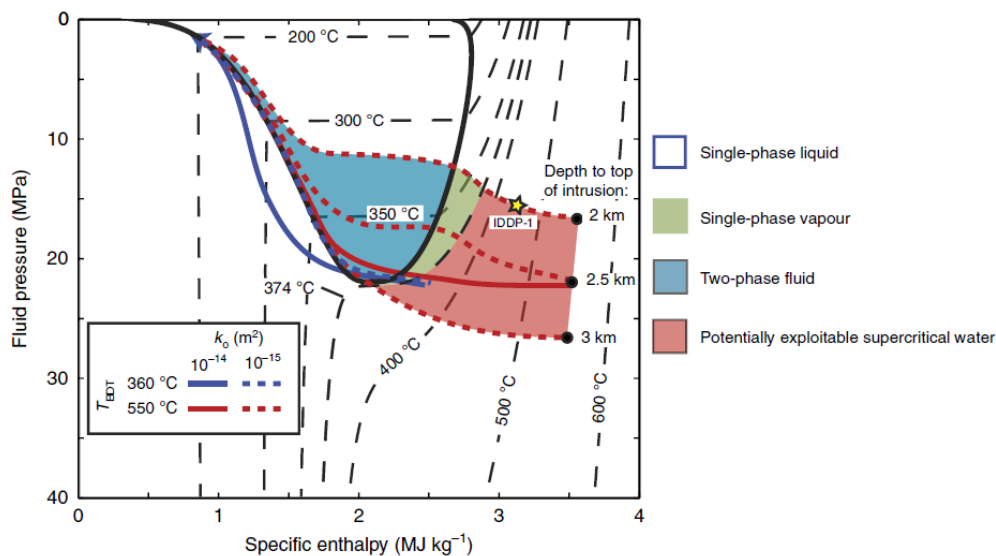 0
10
20
30
40
Fluid pressure (MPa)
0
1
2
3
4
Specific enthalpy (MJ kg⁻¹)
200 °C
300 °C
350 °C
374 °C
400 °C
500 °C
600 °C
IDDP-1
Depth to top
of intrusion:
2 km
2.5 km
3 km
kₒ (m²)
10⁻¹⁴ 10⁻¹⁵
T_BDT
360 °C
550 °C
Single-phase liquid
Single-phase vapour
Two-phase fluid
Potentially exploitable supercritical water